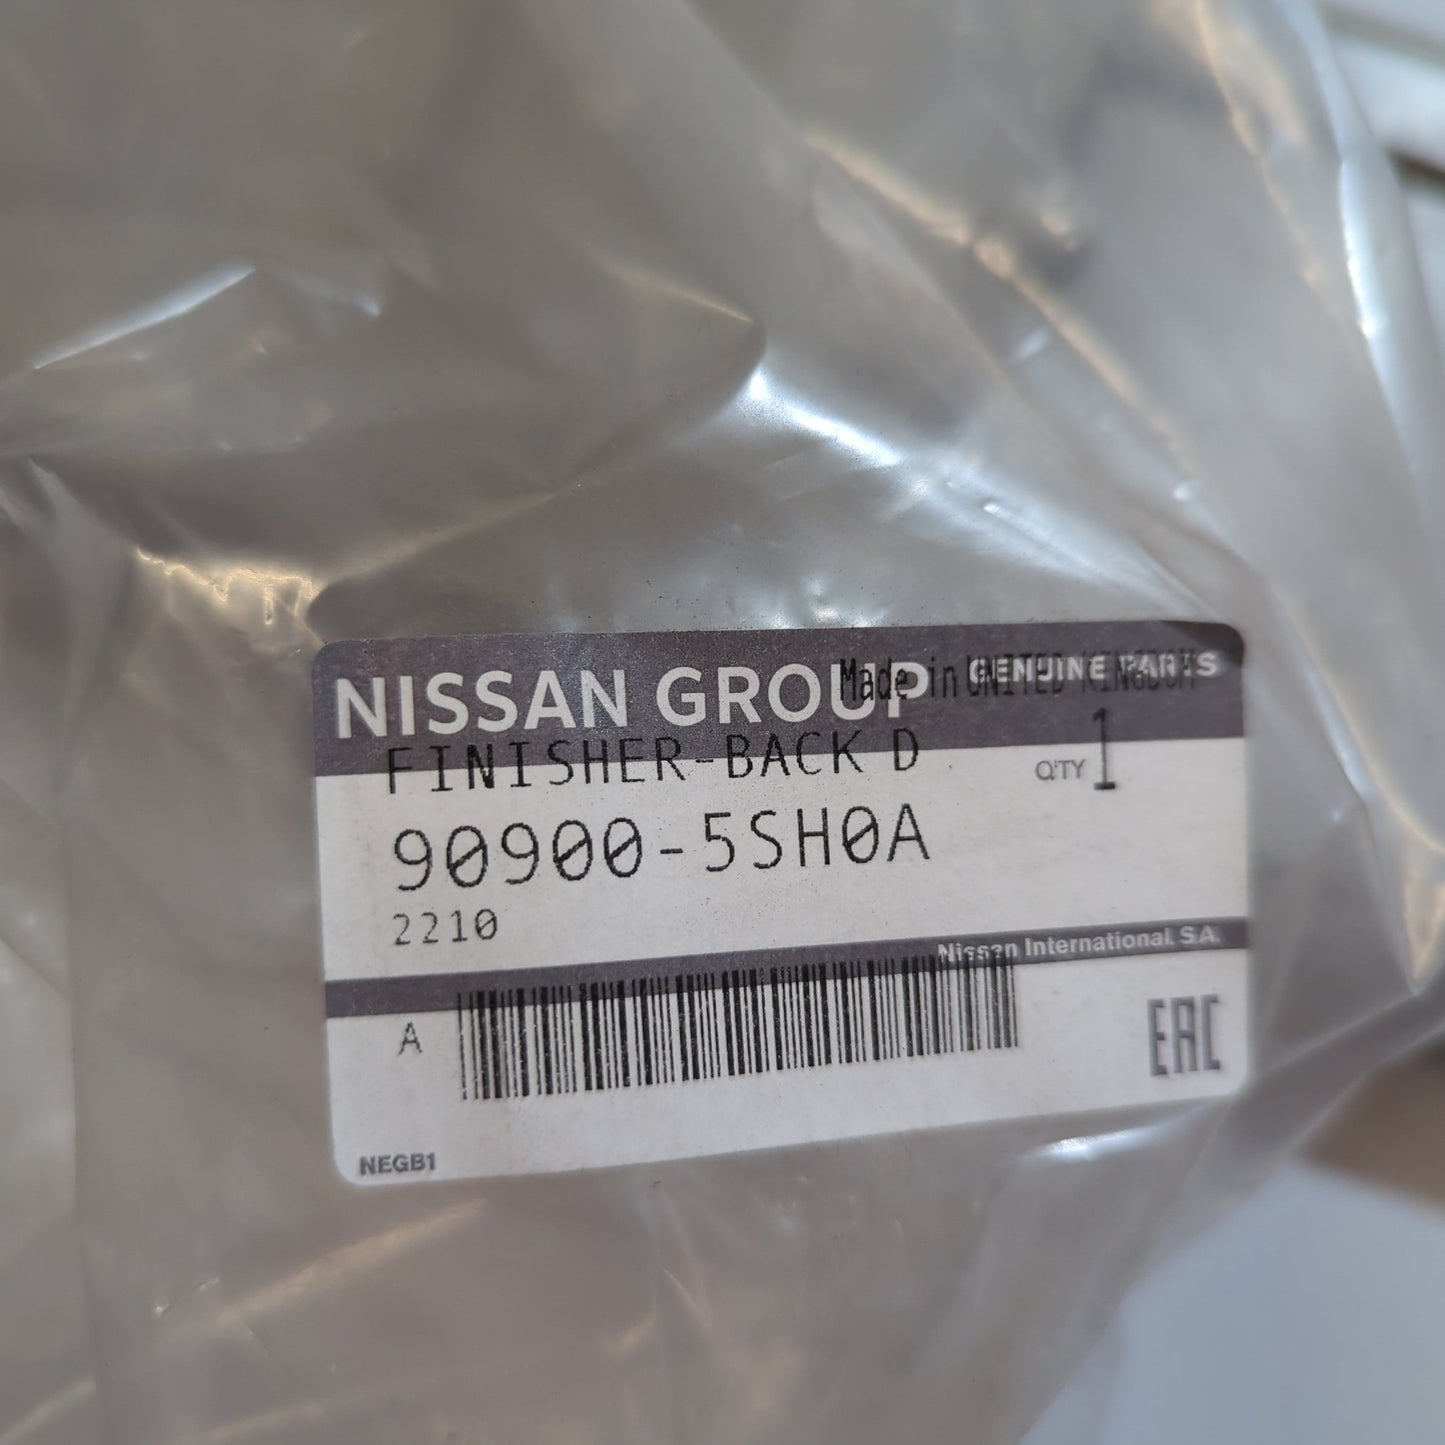 NISSAN GROUP GENUINE PARTS
Made in UNITED KINGDOM
FINISHER-BACK D
Q'TY 1
90900-5SH0A
2210
Nissan International. S.A.
A
EAC
NEGB1